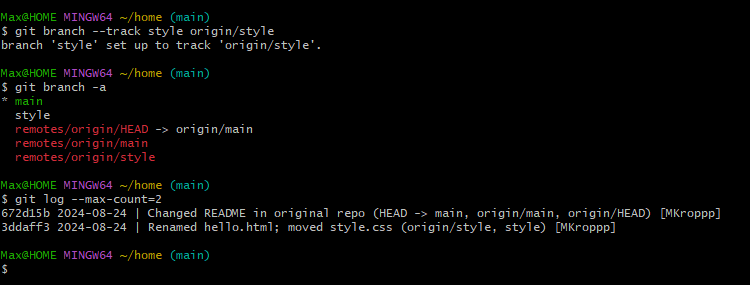 Max@HOME MINGW64 ~/home (main)
$ git branch --track style origin/style
branch 'style' set up to track 'origin/style'.
Max@HOME MINGW64 ~/home (main)
$ git branch -a
* main
style
remotes/origin/HEAD -> origin/main
remotes/origin/main
remotes/origin/style
Max@HOME MINGW64 ~/home (main)
$ git log --max-count=2
672d15b 2024-08-24 | Changed README in original repo (HEAD -> main, origin/main, origin/HEAD) [MKroppp]
3ddaff3 2024-08-24 | Renamed hello.html; moved style.css (origin/style, style) [MKroppp]
Max@HOME MINGW64 ~/home (main)
$